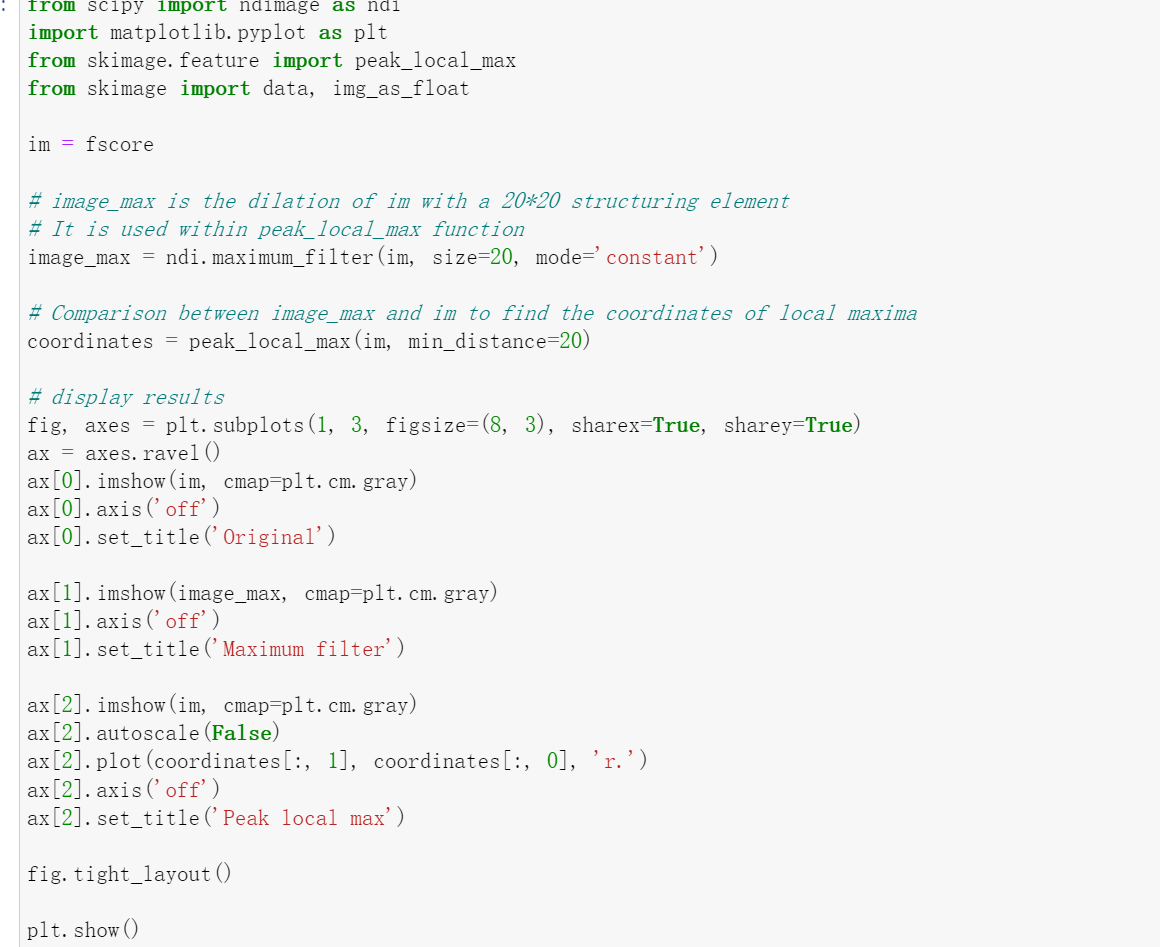 from scipy import ndimage as ndi
import matplotlib.pyplot as plt
from skimage.feature import peak_local_max
from skimage import data, img_as_float
im = fscore
# image_max is the dilation of im with a 20*20 structuring element
# It is used within peak_local_max function
image_max = ndi.maximum_filter(im, size=20, mode='constant')
# Comparison between image_max and im to find the coordinates of local maxima
coordinates = peak_local_max(im, min_distance=20)
# display results
fig, axes = plt.subplots(1, 3, figsize=(8, 3), sharex=True, sharey=True)
ax = axes.ravel()
ax[0].imshow(im, cmap=plt.cm.gray)
ax[0].axis('off')
ax[0].set_title('Original')
ax[1].imshow(image_max, cmap=plt.cm.gray)
ax[1].axis('off')
ax[1].set_title('Maximum filter')
ax[2].imshow(im, cmap=plt.cm.gray)
ax[2].autoscale(False)
ax[2].plot(coordinates[:, 1], coordinates[:, 0], 'r.')
ax[2].axis('off')
ax[2].set_title('Peak local max')
fig.tight_layout()
plt.show()